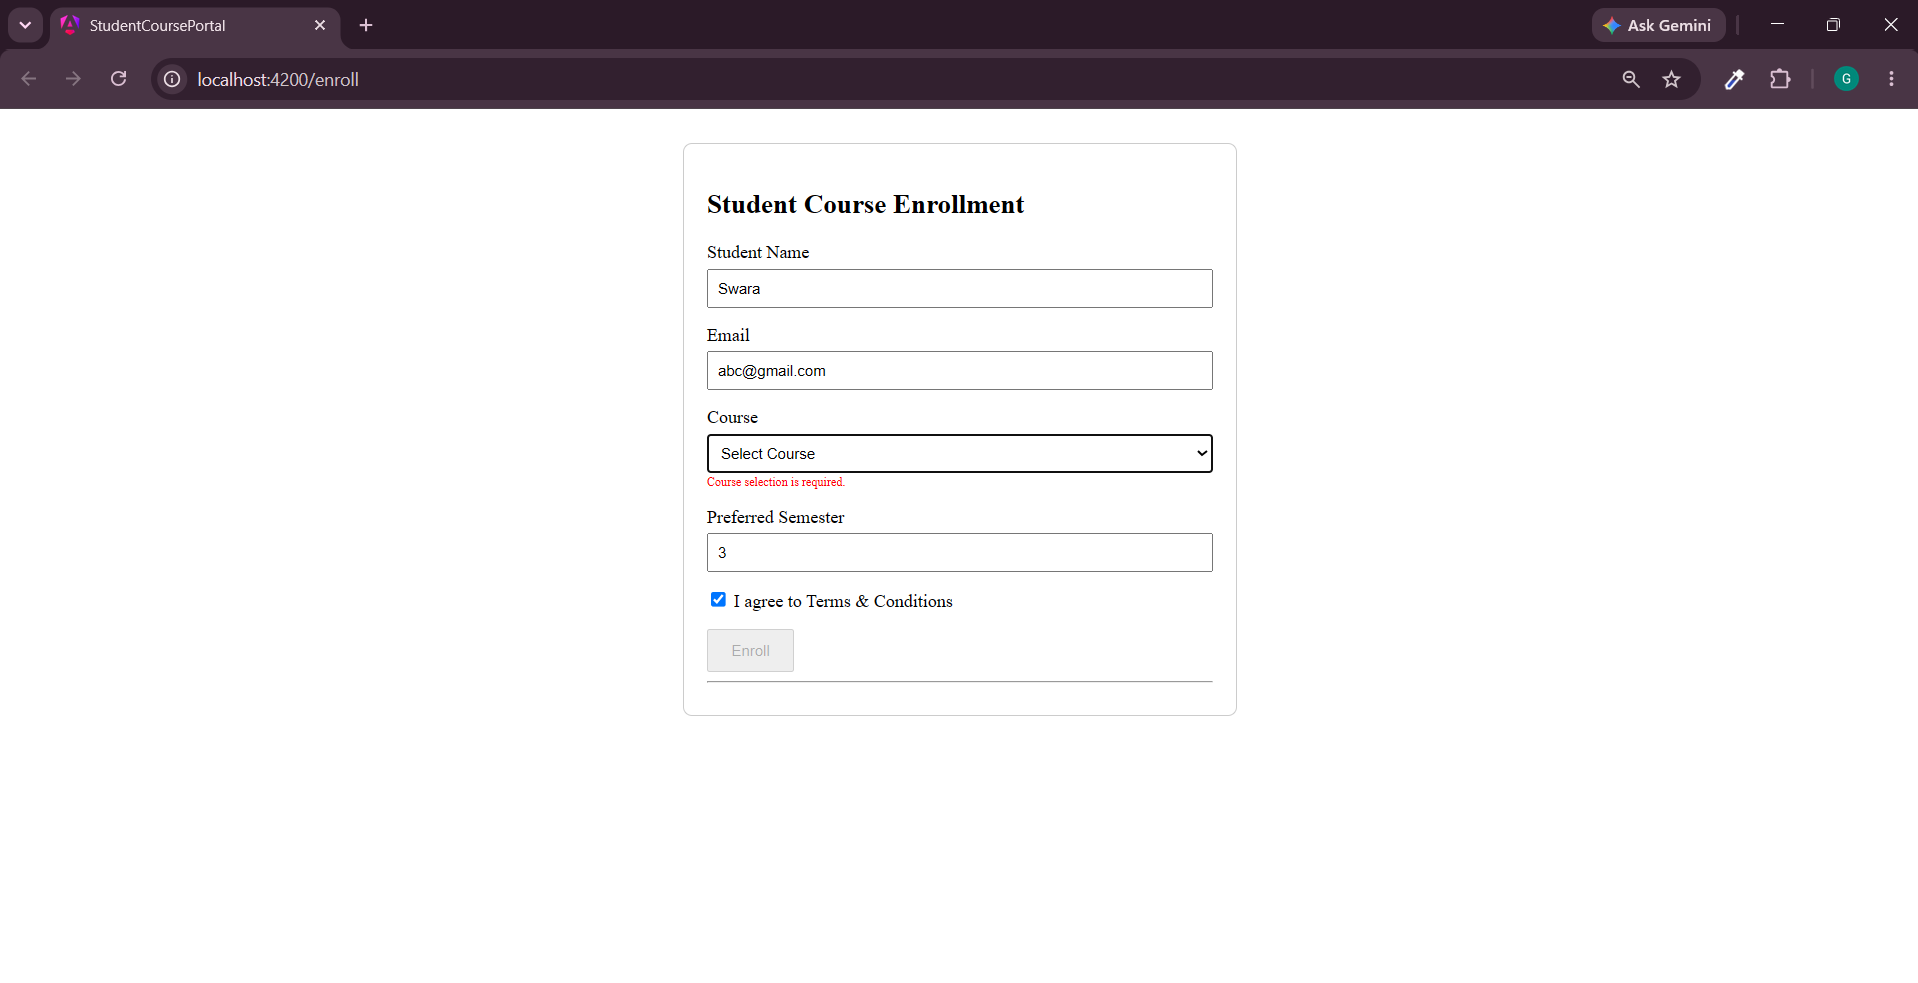 StudentCoursePortal
Ask Gemini
localhost:4200/enroll
G
Student Course Enrollment
Student Name
Swara
Email
abc@gmail.com
Course
Select Course
Course selection is required.
Preferred Semester
3
I agree to Terms & Conditions
Enroll